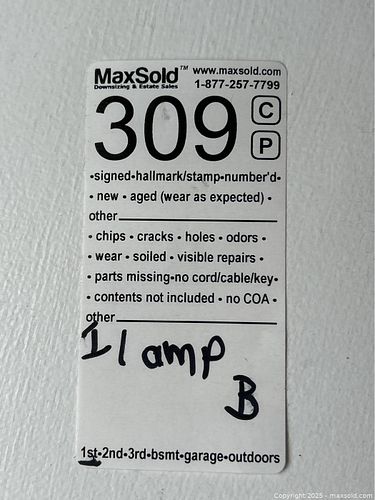 MaxSold™ www.maxsold.com
Downsizing & Estate Sales 1-877-257-7799
309 C
P
•signed•hallmark/stamp•number'd•
• new • aged (wear as expected) •
other
• chips • cracks • holes • odors •
• wear • soiled • visible repairs •
• parts missing•no cord/cable/key•
• contents not included • no COA •
other
1 lamp
B
1st•2nd•3rd•bsmt•garage•outdoors
Copyright 2025 - maxsold.com